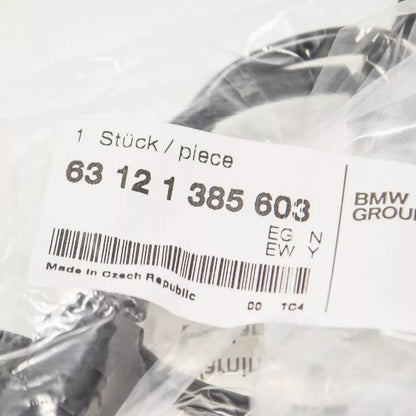 1 Stück / piece
63 12 1 385 603
EG N
EW Y
BMW
GROUP
Made in Czech Republic
00 TC4